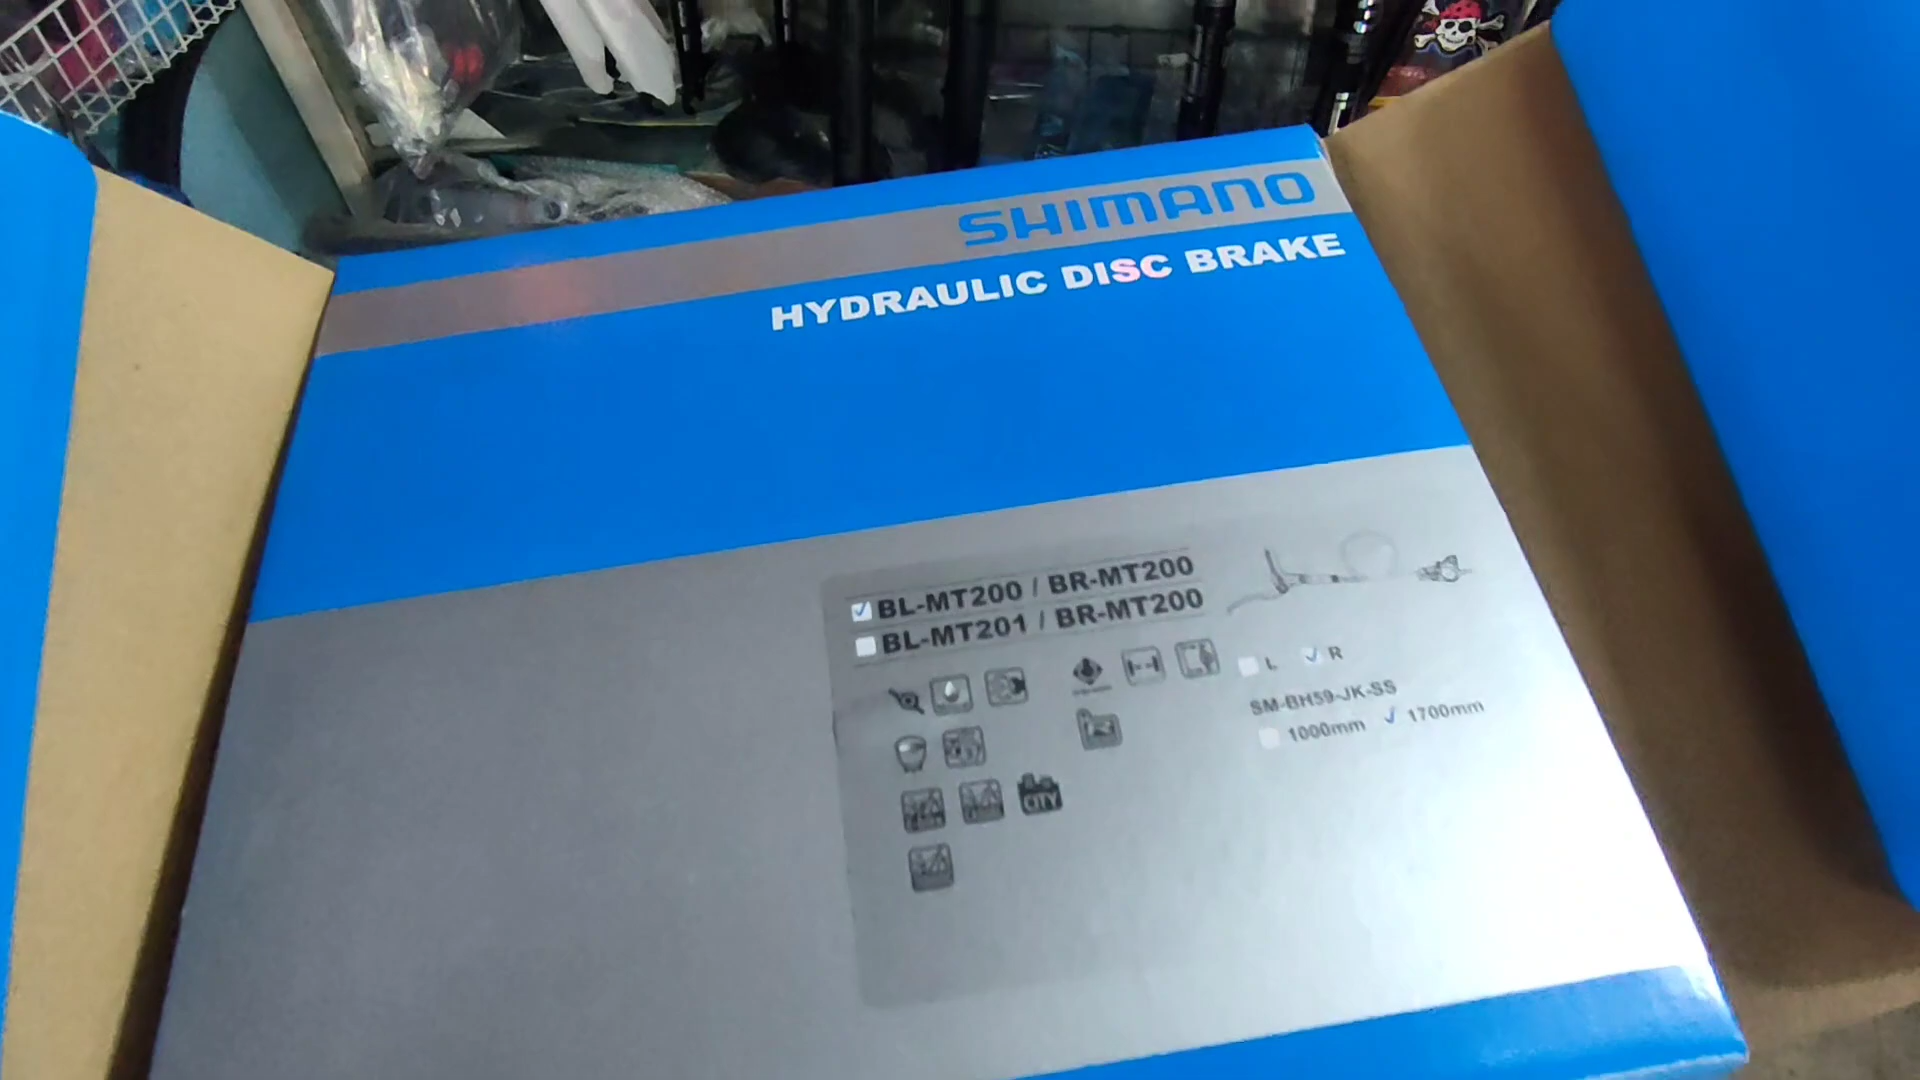 SHIMANO
HYDRAULIC DISC BRAKE
BL-MT200 / BR-MT200
BL-MT201 / BR-MT200
L R
SM-BH59-JK-SS
1000mm 1700mm
CITY